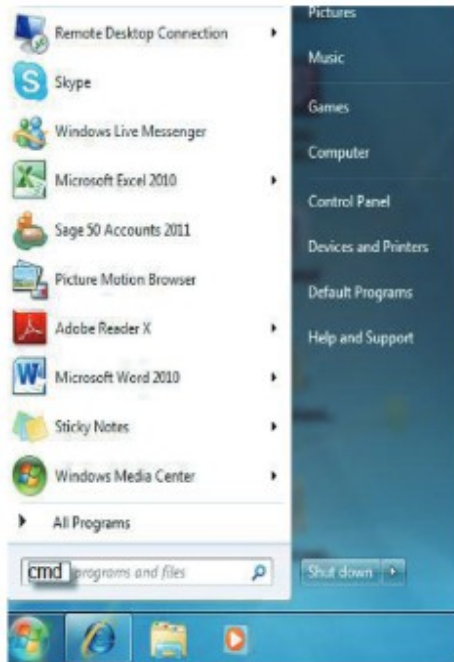 Remote Desktop Connection
Skype
Windows Live Messenger
Microsoft Excel 2010
Sage 50 Accounts 2011
Picture Motion Browser
Adobe Reader X
Microsoft Word 2010
Sticky Notes
Windows Media Center
All Programs
cmd programs and files
Pictures
Music
Games
Computer
Control Panel
Devices and Printers
Default Programs
Help and Support
Shut down